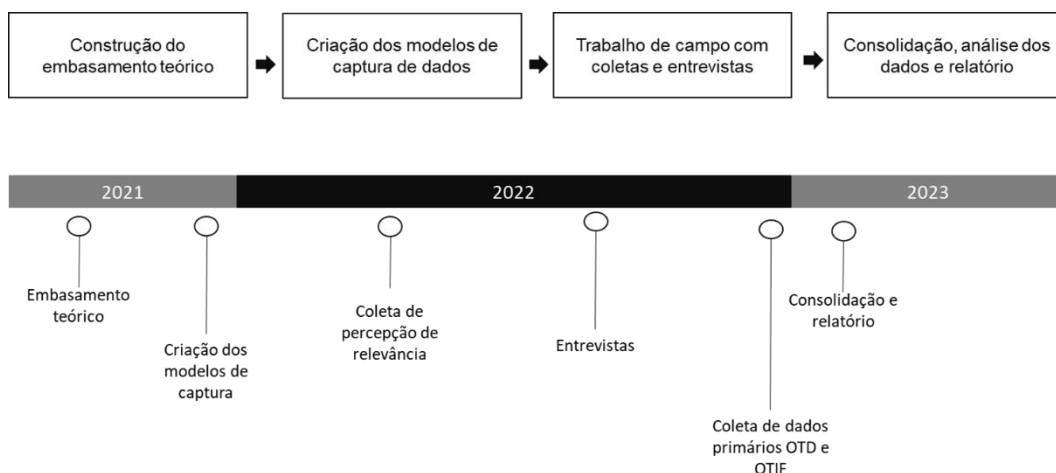 Construção do
embasamento teórico
Criação dos modelos de
captura de dados
Trabalho de campo com
coletas e entrevistas
Consolidação, análise dos
dados e relatório
2021
2022
2023
Embasamento
teórico
Criação dos
modelos de
captura
Coleta de
percepção de
relevância
Entrevistas
Coleta de dados
primários OTD e
OTIF
Consolidação e
relatório